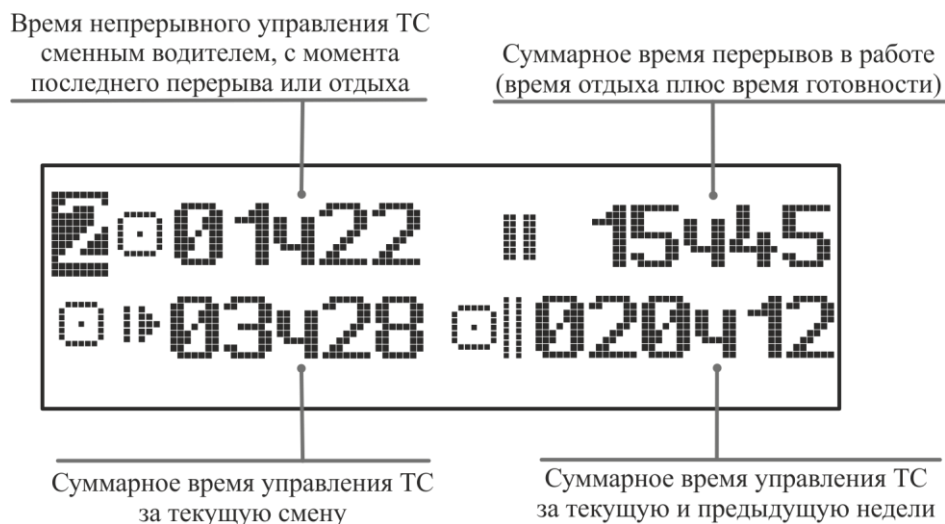 Время непрерывного управления ТС
сменным водителем, с момента
последнего перерыва или отдыха
Суммарное время перерывов в работе
(время отдыха плюс время готовности)
2 01ч22 15ч45
03ч28 020ч12
Суммарное время управления ТС
за текущую смену
Суммарное время управления ТС
за текущую и предыдущую недели